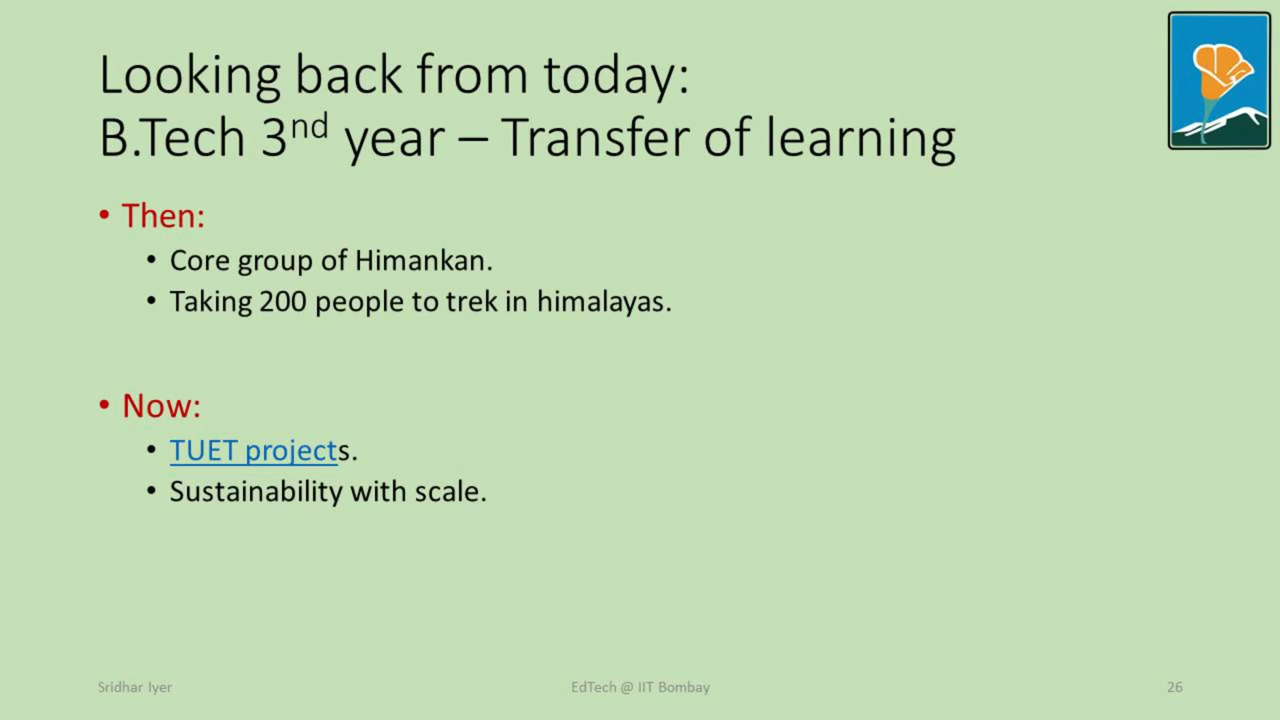 Looking back from today:
B.Tech 3nd year – Transfer of learning
• Then:
• Core group of Himankan.
• Taking 200 people to trek in himalayas.
• Now:
• TUET projects.
• Sustainability with scale.
Sridhar Iyer
EdTech @ IIT Bombay
26